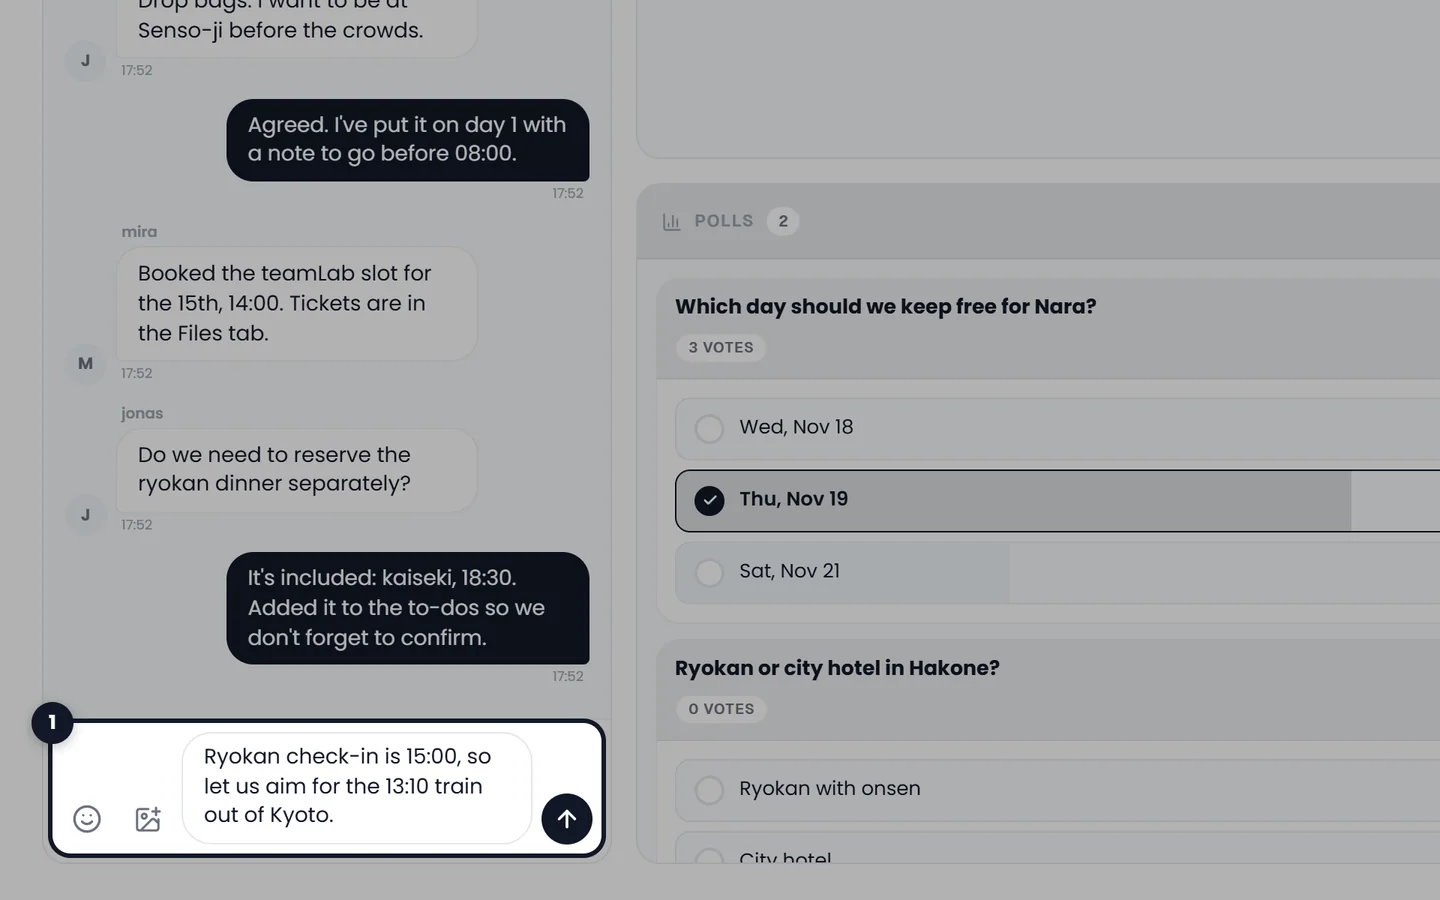 Drop bags. I want to be at
Senso-ji before the crowds.
J
17:52
Agreed. I've put it on day 1 with
a note to go before 08:00.
17:52
mira
Booked the teamLab slot for
the 15th, 14:00. Tickets are in
the Files tab.
M
17:52
jonas
Do we need to reserve the
ryokan dinner separately?
J
17:52
It's included: kaiseki, 18:30.
Added it to the to-dos so we
don't forget to confirm.
17:52
1
Ryokan check-in is 15:00, so
let us aim for the 13:10 train
out of Kyoto.
POLLS 2
Which day should we keep free for Nara?
3 VOTES
Wed, Nov 18
Thu, Nov 19
Sat, Nov 21
Ryokan or city hotel in Hakone?
0 VOTES
Ryokan with onsen
City hotel